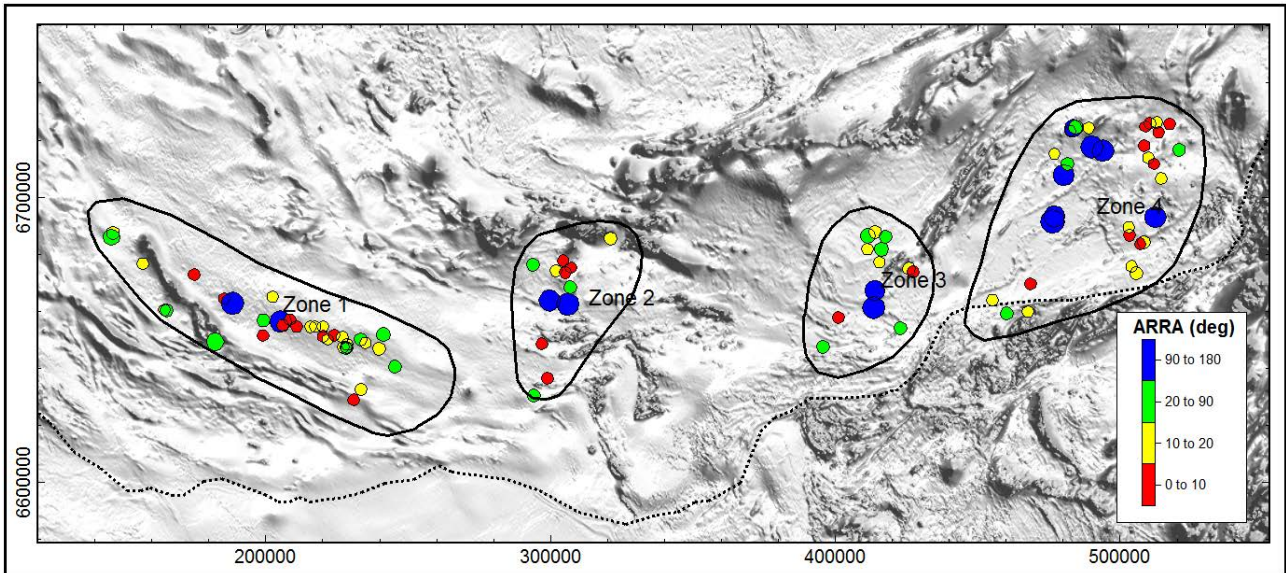 6700000
6600000
Zone 1
Zone 2
Zone 3
Zone 4
ARRA (deg)
90 to 180
20 to 90
10 to 20
0 to 10
200000
300000
400000
500000